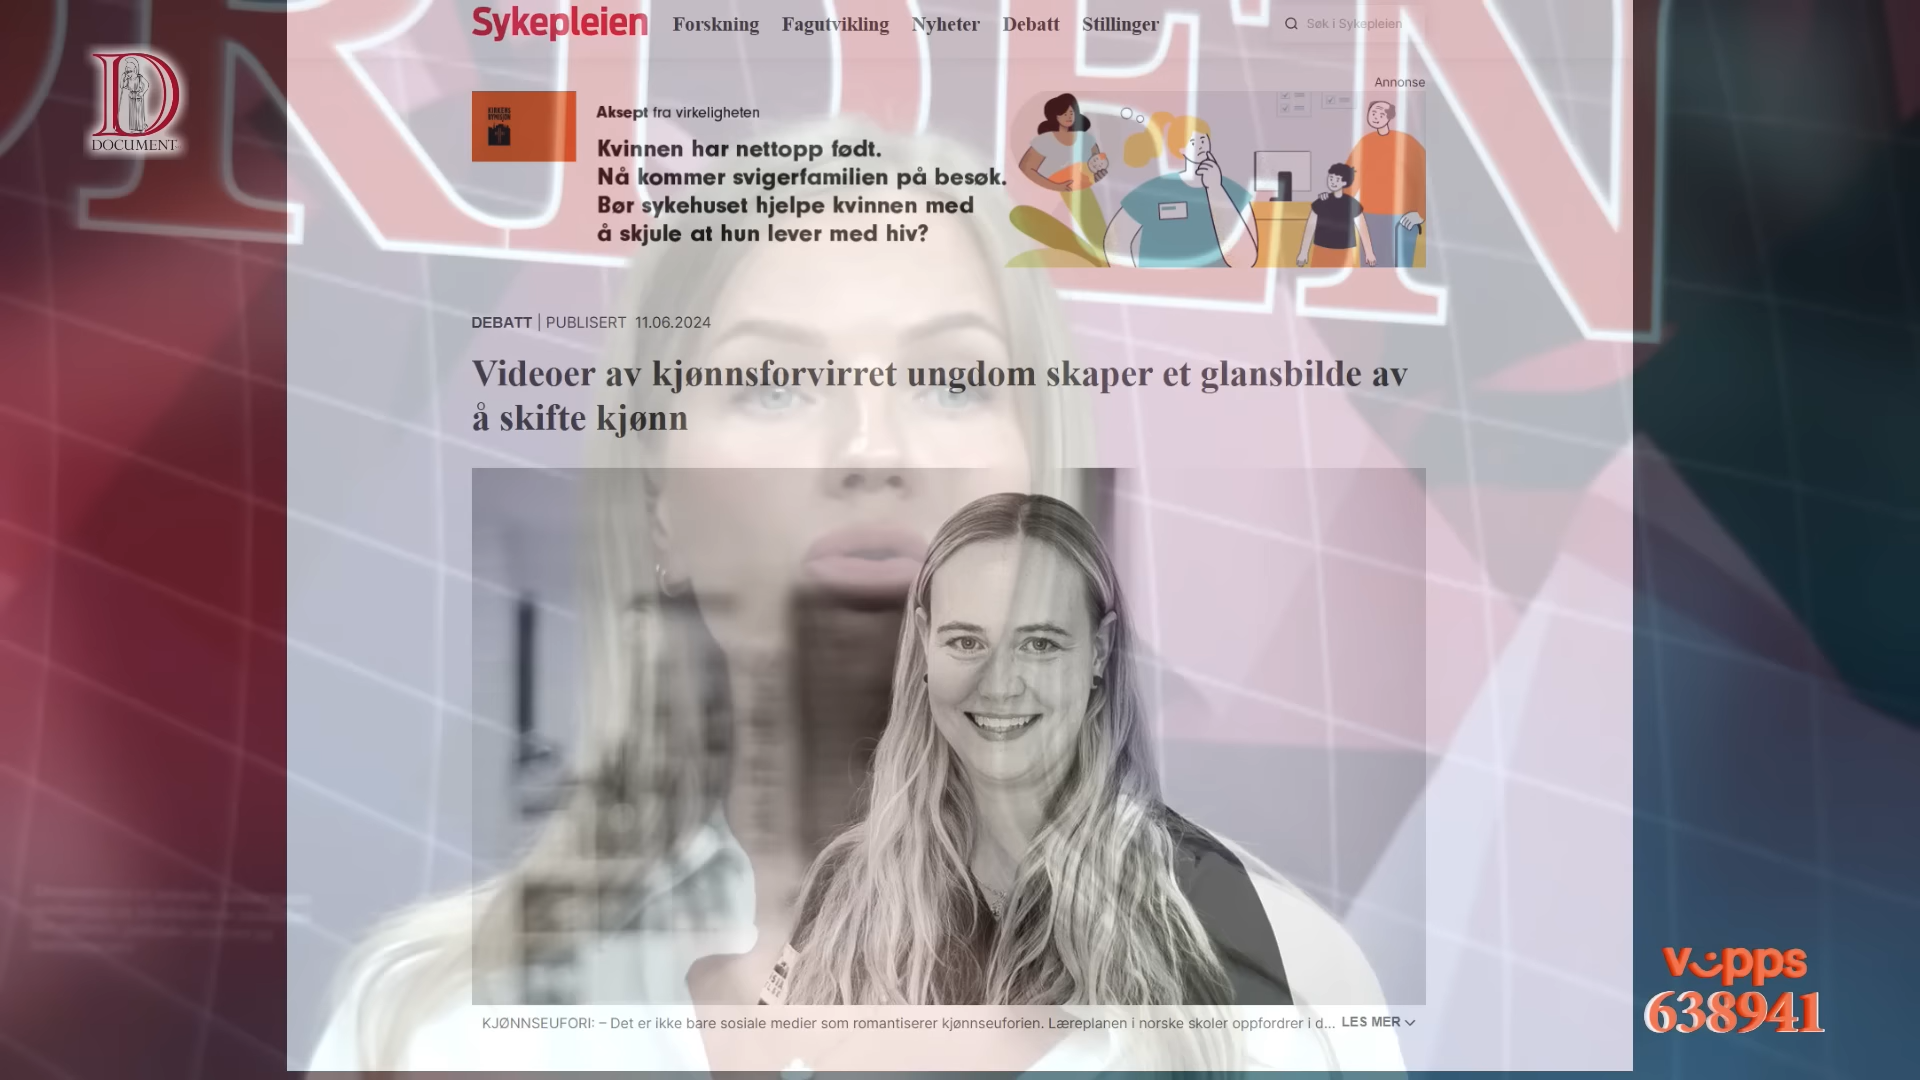 Sykepleien Forskning Fagutvikling Nyheter Debatt Stillinger Søk i Sykepleien
DOCUMENT
Annonse
KIRKENS
BYMISJON
Aksept fra virkeligheten
Kvinnen har nettopp født.
Nå kommer svigerfamilien på besøk.
Bør sykehuset hjelpe kvinnen med
å skjule at hun lever med hiv?
DEBATT | PUBLISERT 11.06.2024
Videoer av kjønnsforvirret ungdom skaper et glansbilde av
å skifte kjønn
KJØNNSEUFORI: – Det er ikke bare sosiale medier som romantiserer kjønnseuforien. Læreplanen i norske skoler oppfordrer i d... LES MER
vipps
638941